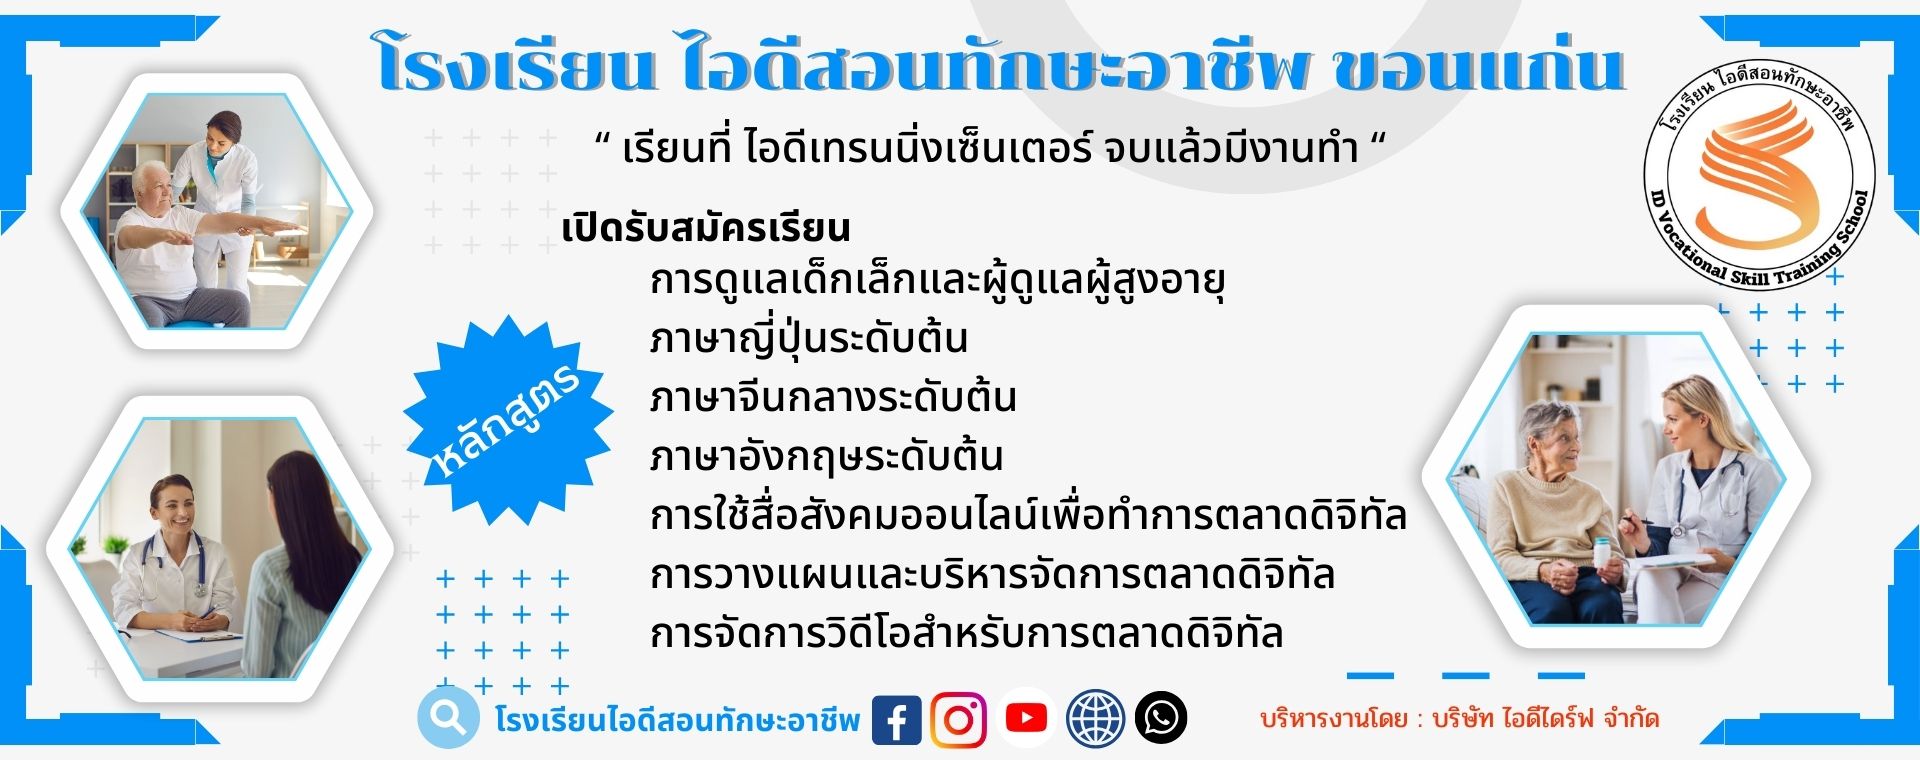 โรงเรียน ไอดีสอนทักษะอาชีพ ขอนแก่น
โรงเรียน ไอดีสอนทักษะอาชีพ
ID Vocational Skill Training School
“ เรียนที่ ไอดีเทรนนิ่งเซ็นเตอร์ จบแล้วมีงานทำ “
เปิดรับสมัครเรียน
หลักสูตร
การดูแลเด็กเล็กและผู้ดูแลผู้สูงอายุ
ภาษาญี่ปุ่นระดับต้น
ภาษาจีนกลางระดับต้น
ภาษาอังกฤษระดับต้น
การใช้สื่อสังคมออนไลน์เพื่อทำการตลาดดิจิทัล
การวางแผนและบริหารจัดการตลาดดิจิทัล
การจัดการวิดีโอสำหรับการตลาดดิจิทัล
โรงเรียนไอดีสอนทักษะอาชีพ
บริหารงานโดย : บริษัท ไอดีไดร์ฟ จำกัด